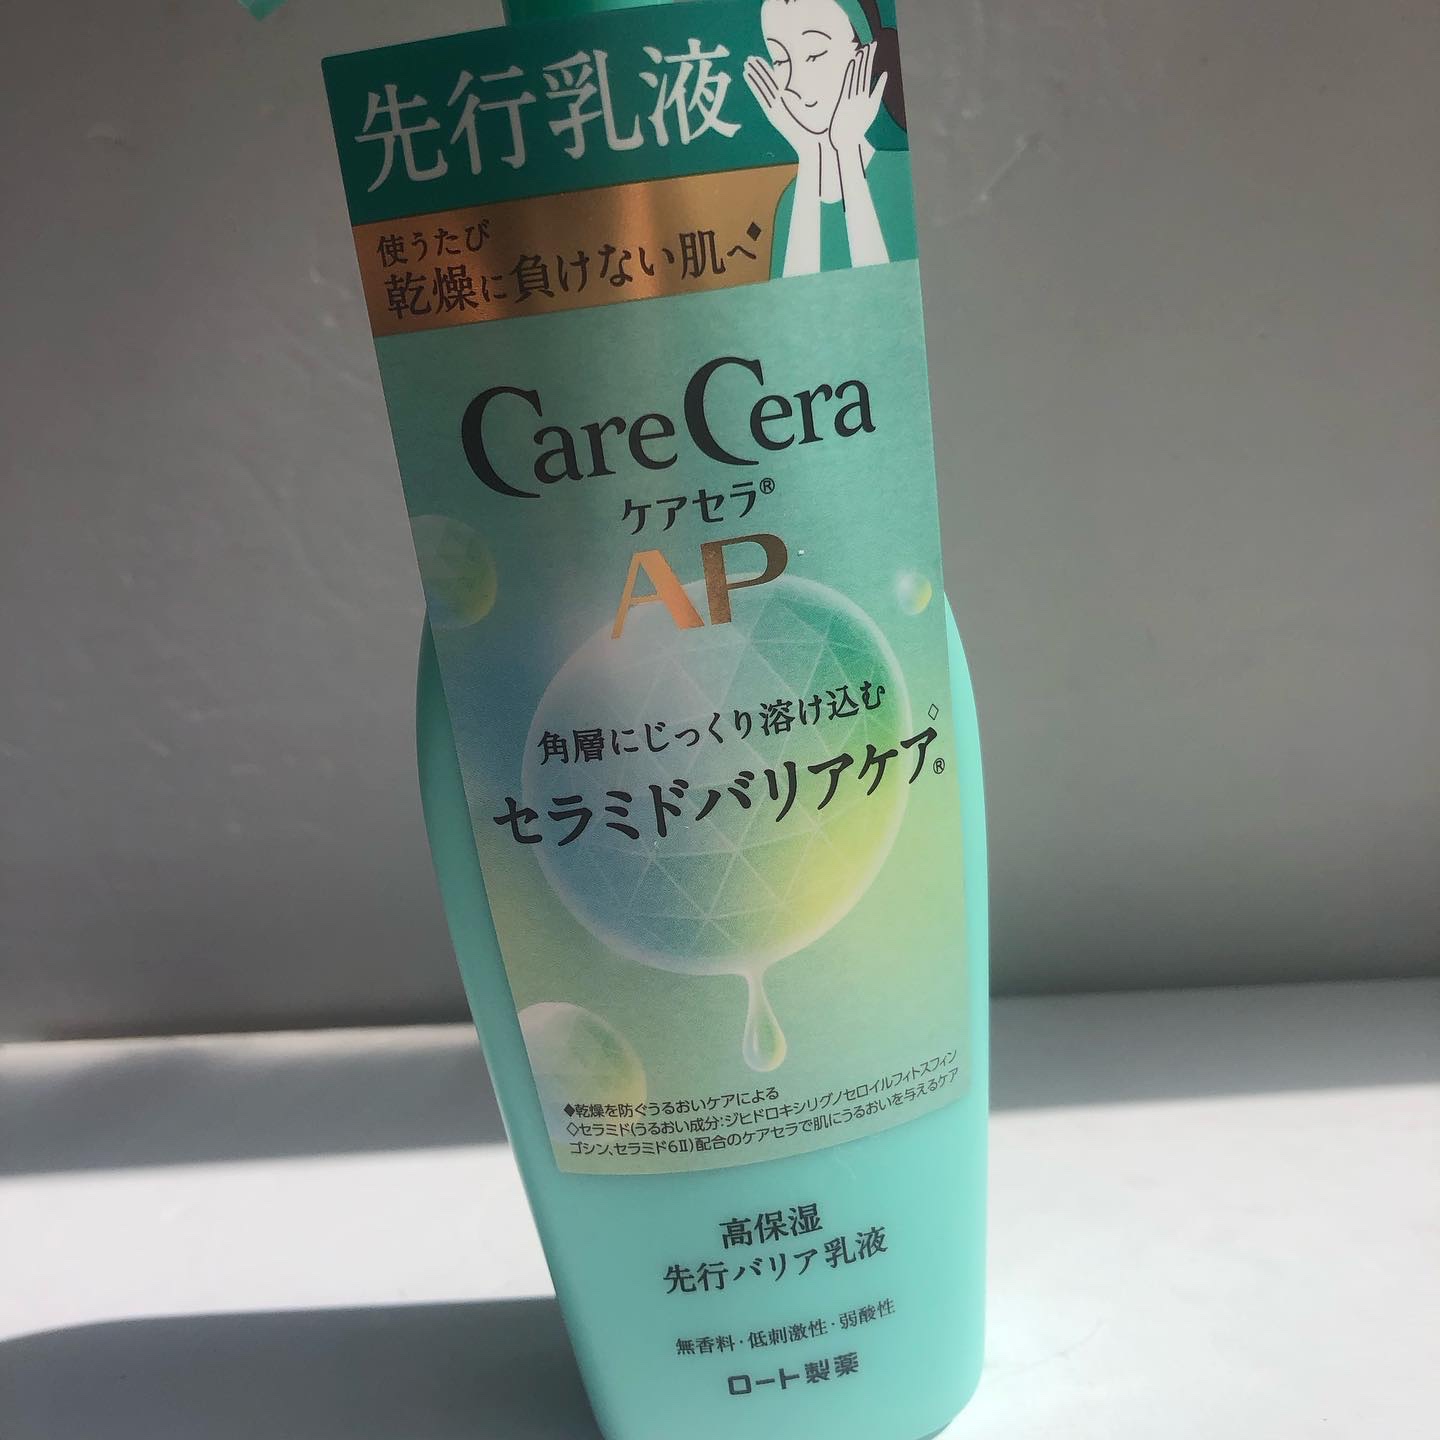 先行乳液
使うたび
乾燥に負けない肌へ◆
CareCera
ケアセラ®
AP
角層にじっくり溶け込む
セラミドバリアケア®◇
◆乾燥を防ぐうるおいケアによる
◇セラミド(うるおい成分:ジヒドロキシリグノセロイルフィトスフィン
ゴシン、セラミド6Ⅱ)配合のケアセラで肌にうるおいを与えるケア
高保湿
先行バリア乳液
無香料・低刺激性・弱酸性
ロート製薬